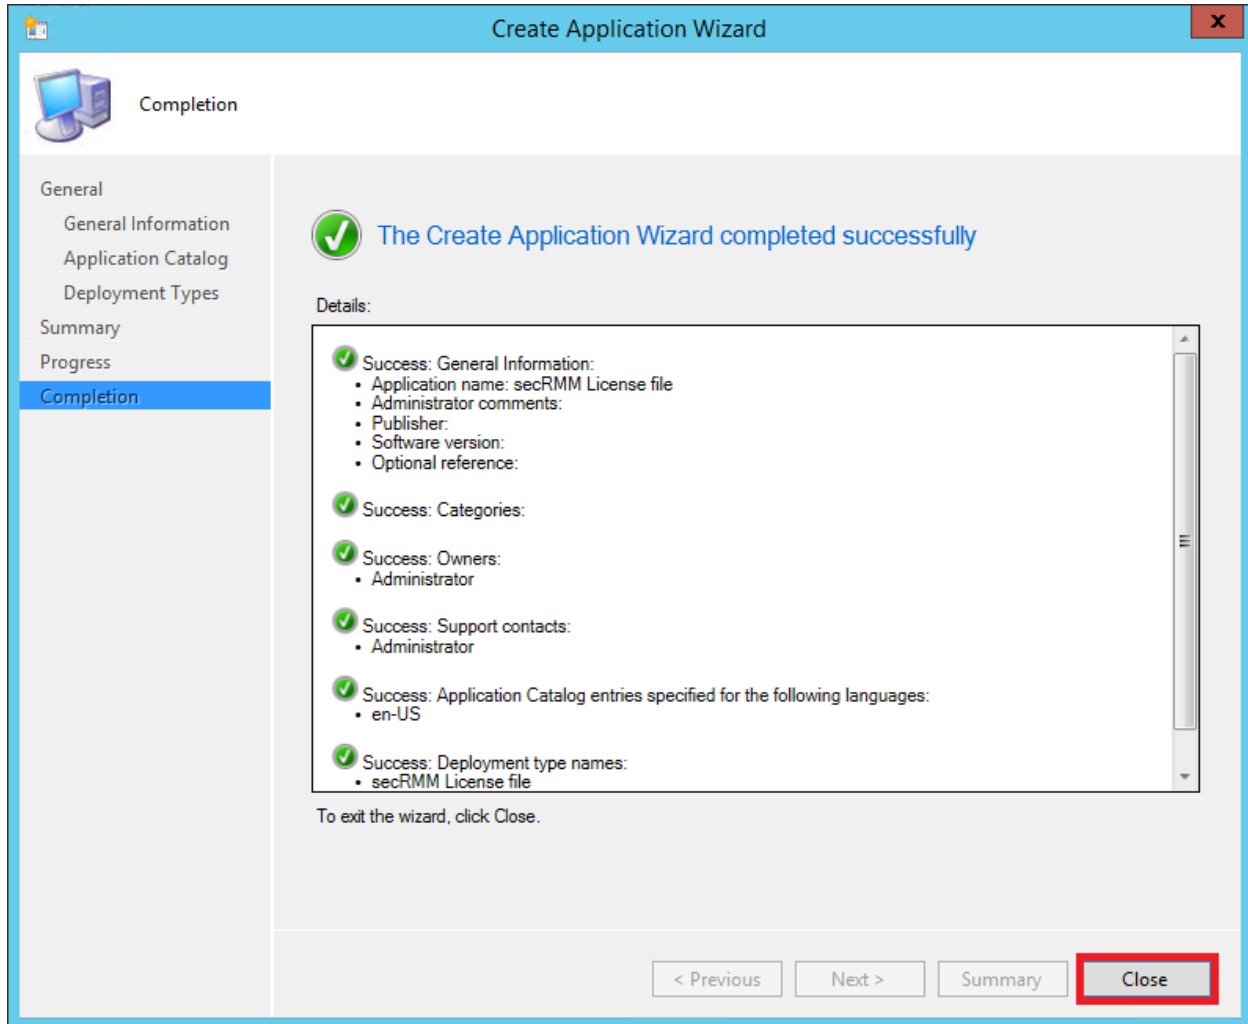 Create Application Wizard
x
Completion
General
General Information
Application Catalog
Deployment Types
Summary
Progress
Completion
The Create Application Wizard completed successfully
Details:
Success: General Information:
• Application name: secRMM License file
• Administrator comments:
• Publisher:
• Software version:
• Optional reference:
Success: Categories:
Success: Owners:
• Administrator
Success: Support contacts:
• Administrator
Success: Application Catalog entries specified for the following languages:
• en-US
Success: Deployment type names:
• secRMM License file
To exit the wizard, click Close.
< Previous
Next >
Summary
Close